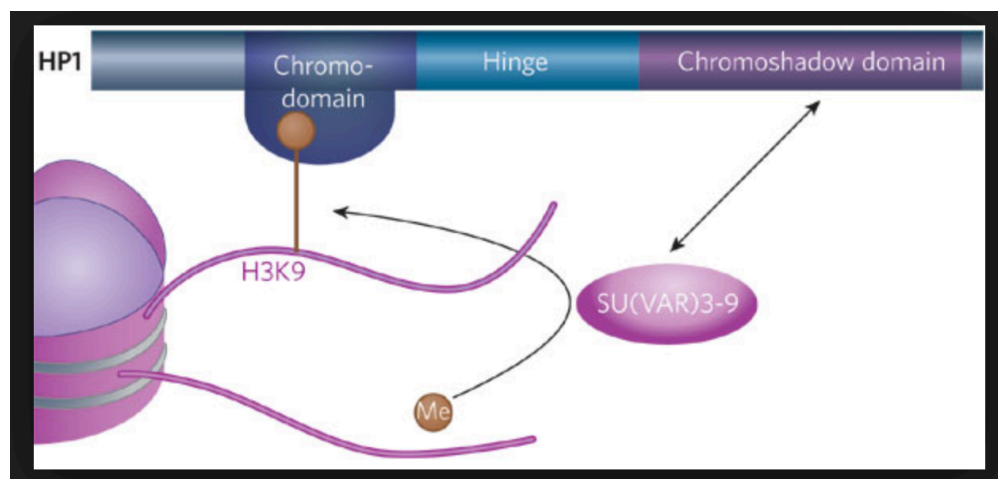 HP1
Chromo-
domain
Hinge
Chromoshadow domain
H3K9
SU(VAR)3-9
Me